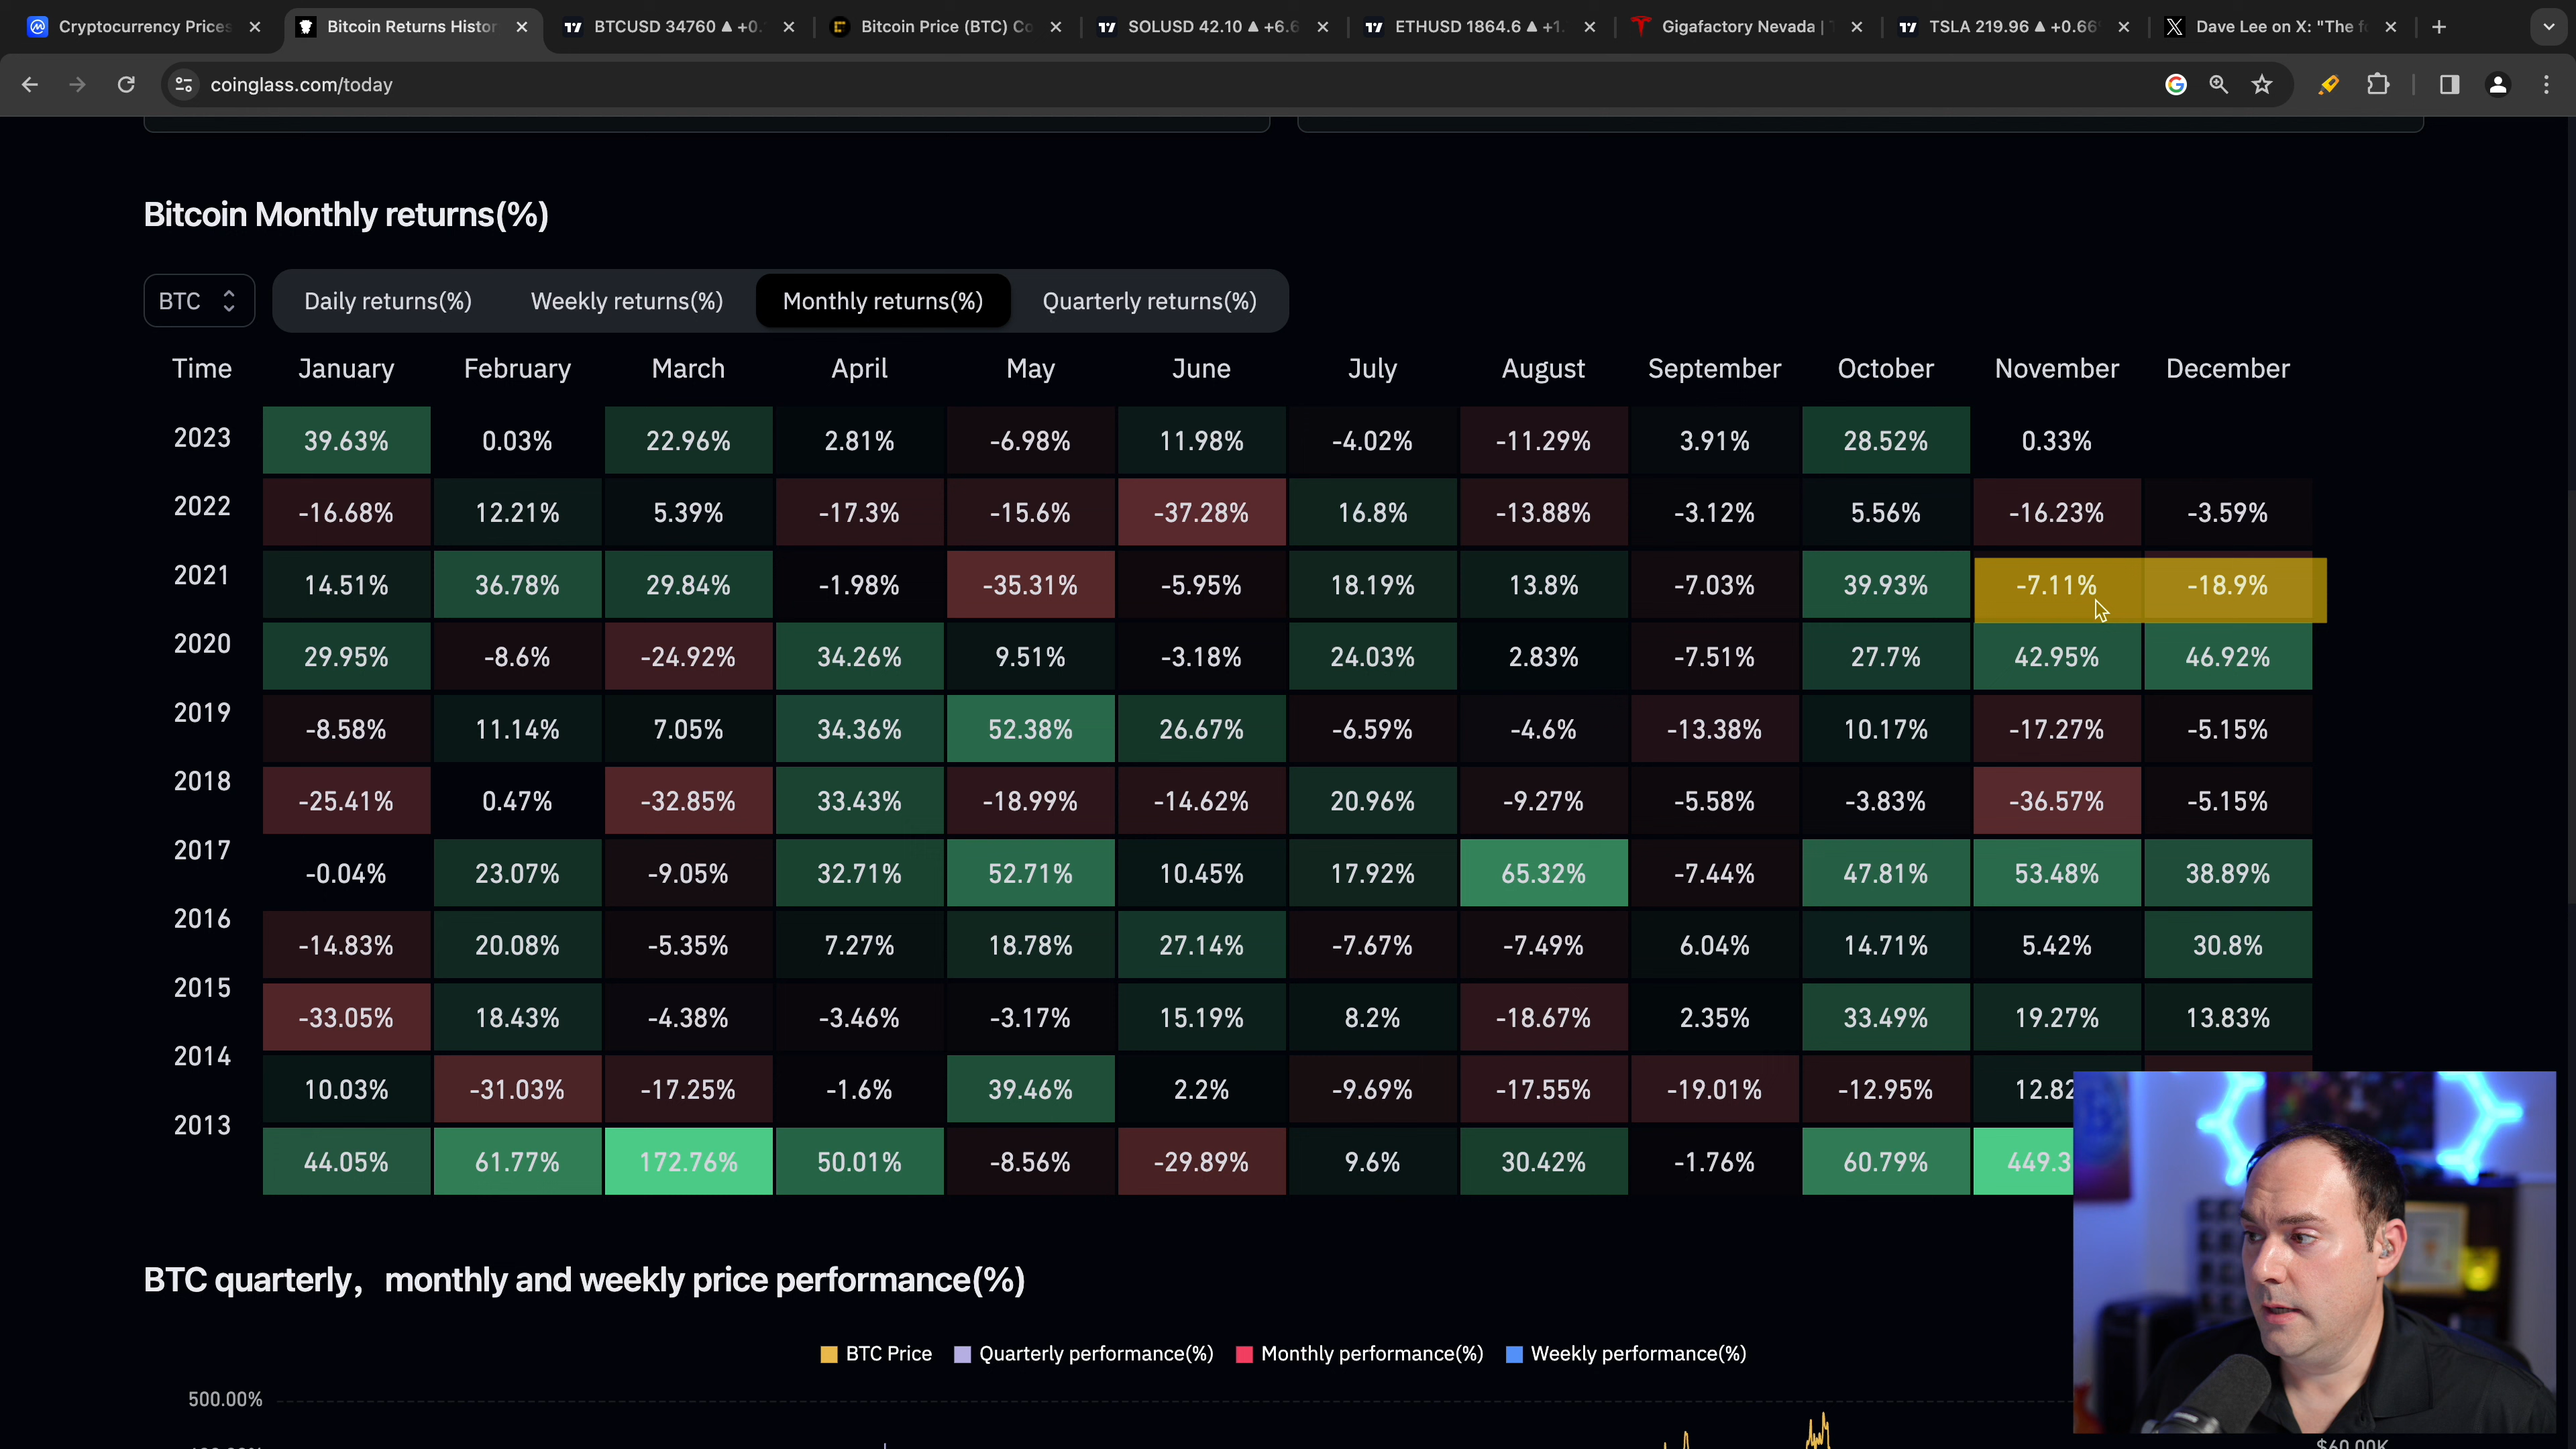 Cryptocurrency Prices Bitcoin Returns Histor BTCUSD 34760 ▲ +0. Bitcoin Price (BTC) Co SOLUSD 42.10 ▲ +6.6 ETHUSD 1864.6 ▲ +1. Gigafactory Nevada | TSLA 219.96 ▲ +0.66 Dave Lee on X: "The f
coinglass.com/today
Bitcoin Monthly returns(%)
BTC Daily returns(%) Weekly returns(%) Monthly returns(%) Quarterly returns(%)
Time January February March April May June July August September October November December
2023 39.63% 0.03% 22.96% 2.81% -6.98% 11.98% -4.02% -11.29% 3.91% 28.52% 0.33%
2022 -16.68% 12.21% 5.39% -17.3% -15.6% -37.28% 16.8% -13.88% -3.12% 5.56% -16.23% -3.59%
2021 14.51% 36.78% 29.84% -1.98% -35.31% -5.95% 18.19% 13.8% -7.03% 39.93% -7.11% -18.9%
2020 29.95% -8.6% -24.92% 34.26% 9.51% -3.18% 24.03% 2.83% -7.51% 27.7% 42.95% 46.92%
2019 -8.58% 11.14% 7.05% 34.36% 52.38% 26.67% -6.59% -4.6% -13.38% 10.17% -17.27% -5.15%
2018 -25.41% 0.47% -32.85% 33.43% -18.99% -14.62% 20.96% -9.27% -5.58% -3.83% -36.57% -5.15%
2017 -0.04% 23.07% -9.05% 32.71% 52.71% 10.45% 17.92% 65.32% -7.44% 47.81% 53.48% 38.89%
2016 -14.83% 20.08% -5.35% 7.27% 18.78% 27.14% -7.67% -7.49% 6.04% 14.71% 5.42% 30.8%
2015 -33.05% 18.43% -4.38% -3.46% -3.17% 15.19% 8.2% -18.67% 2.35% 33.49% 19.27% 13.83%
2014 10.03% -31.03% -17.25% -1.6% 39.46% 2.2% -9.69% -17.55% -19.01% -12.95% 12.82
2013 44.05% 61.77% 172.76% 50.01% -8.56% -29.89% 9.6% 30.42% -1.76% 60.79% 449.3
BTC quarterly, monthly and weekly price performance(%)
BTC Price Quarterly performance(%) Monthly performance(%) Weekly performance(%)
500.00%
$60.00K